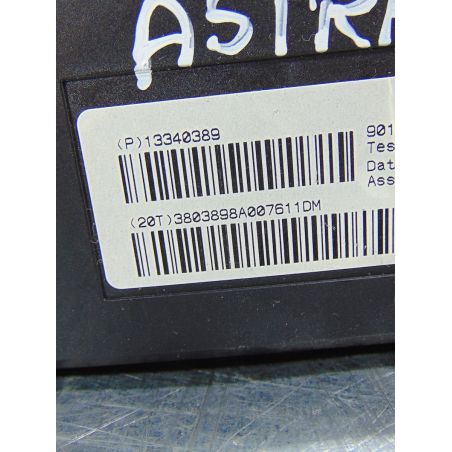 ASTRA
(P)13340389
901
Tes
Dat
Ass
(20T)3803898A007611DM